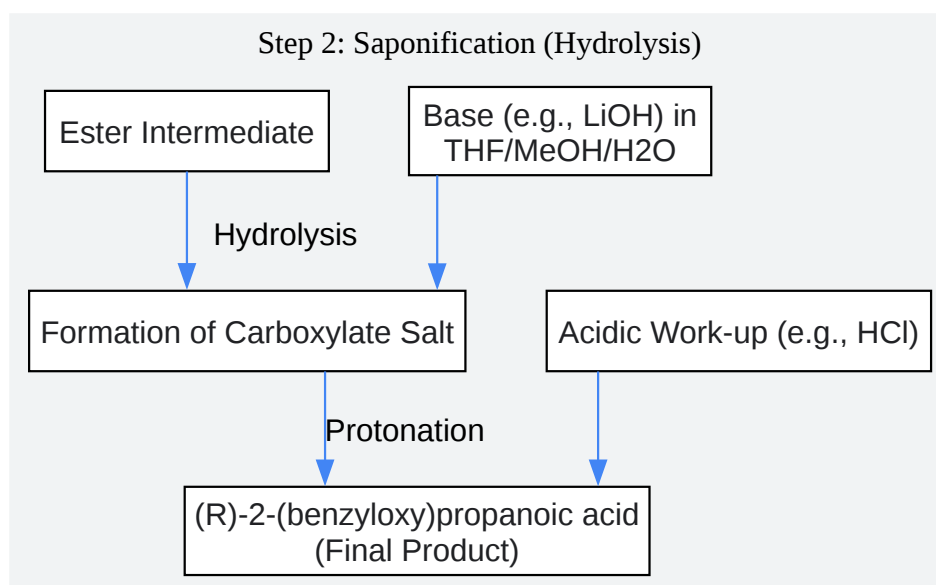 Step 2: Saponification (Hydrolysis)
Ester Intermediate
Base (e.g., LiOH) in
THF/MeOH/H2O
Hydrolysis
Formation of Carboxylate Salt
Acidic Work-up (e.g., HCl)
Protonation
(R)-2-(benzyloxy)propanoic acid
(Final Product)